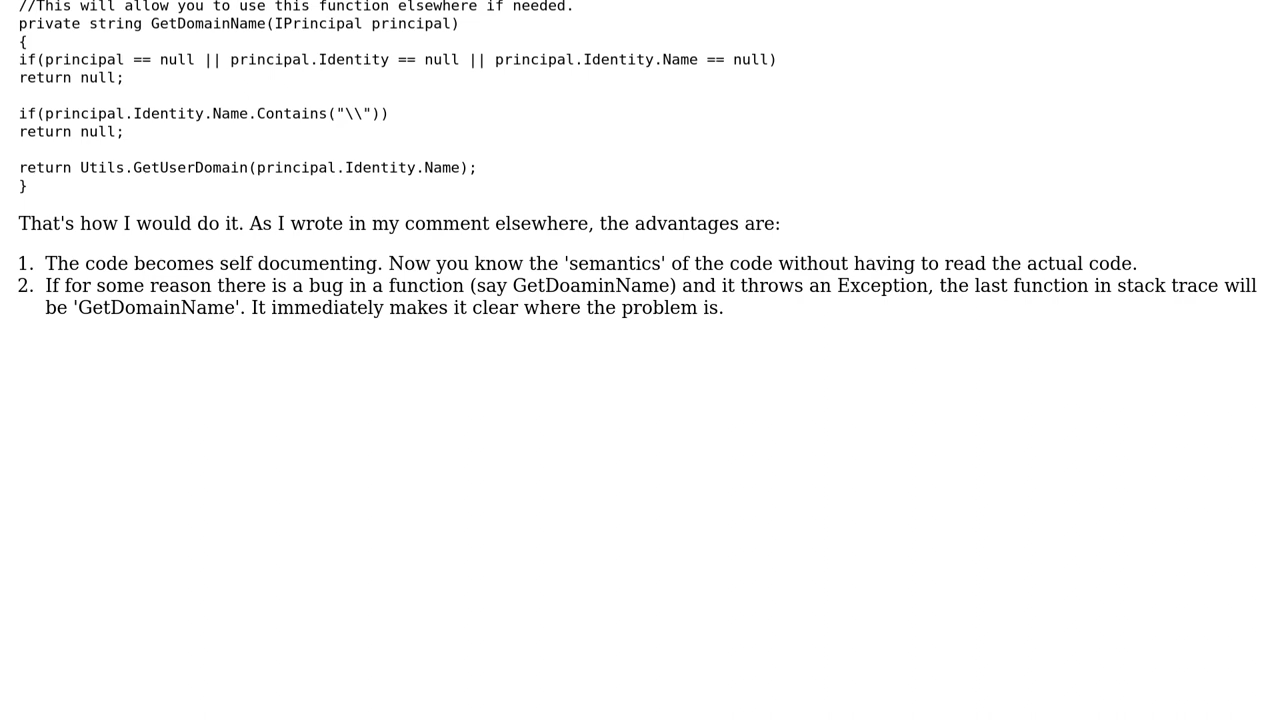 //This will allow you to use this function elsewhere if needed.
private string GetDomainName(IPrincipal principal)
{
if(principal == null || principal.Identity == null || principal.Identity.Name == null)
return null;
if(principal.Identity.Name.Contains("\\"))
return null;
return Utils.GetUserDomain(principal.Identity.Name);
}
That's how I would do it. As I wrote in my comment elsewhere, the advantages are:
1. The code becomes self documenting. Now you know the 'semantics' of the code without having to read the actual code.
2. If for some reason there is a bug in a function (say GetDoaminName) and it throws an Exception, the last function in stack trace will
be 'GetDomainName'. It immediately makes it clear where the problem is.